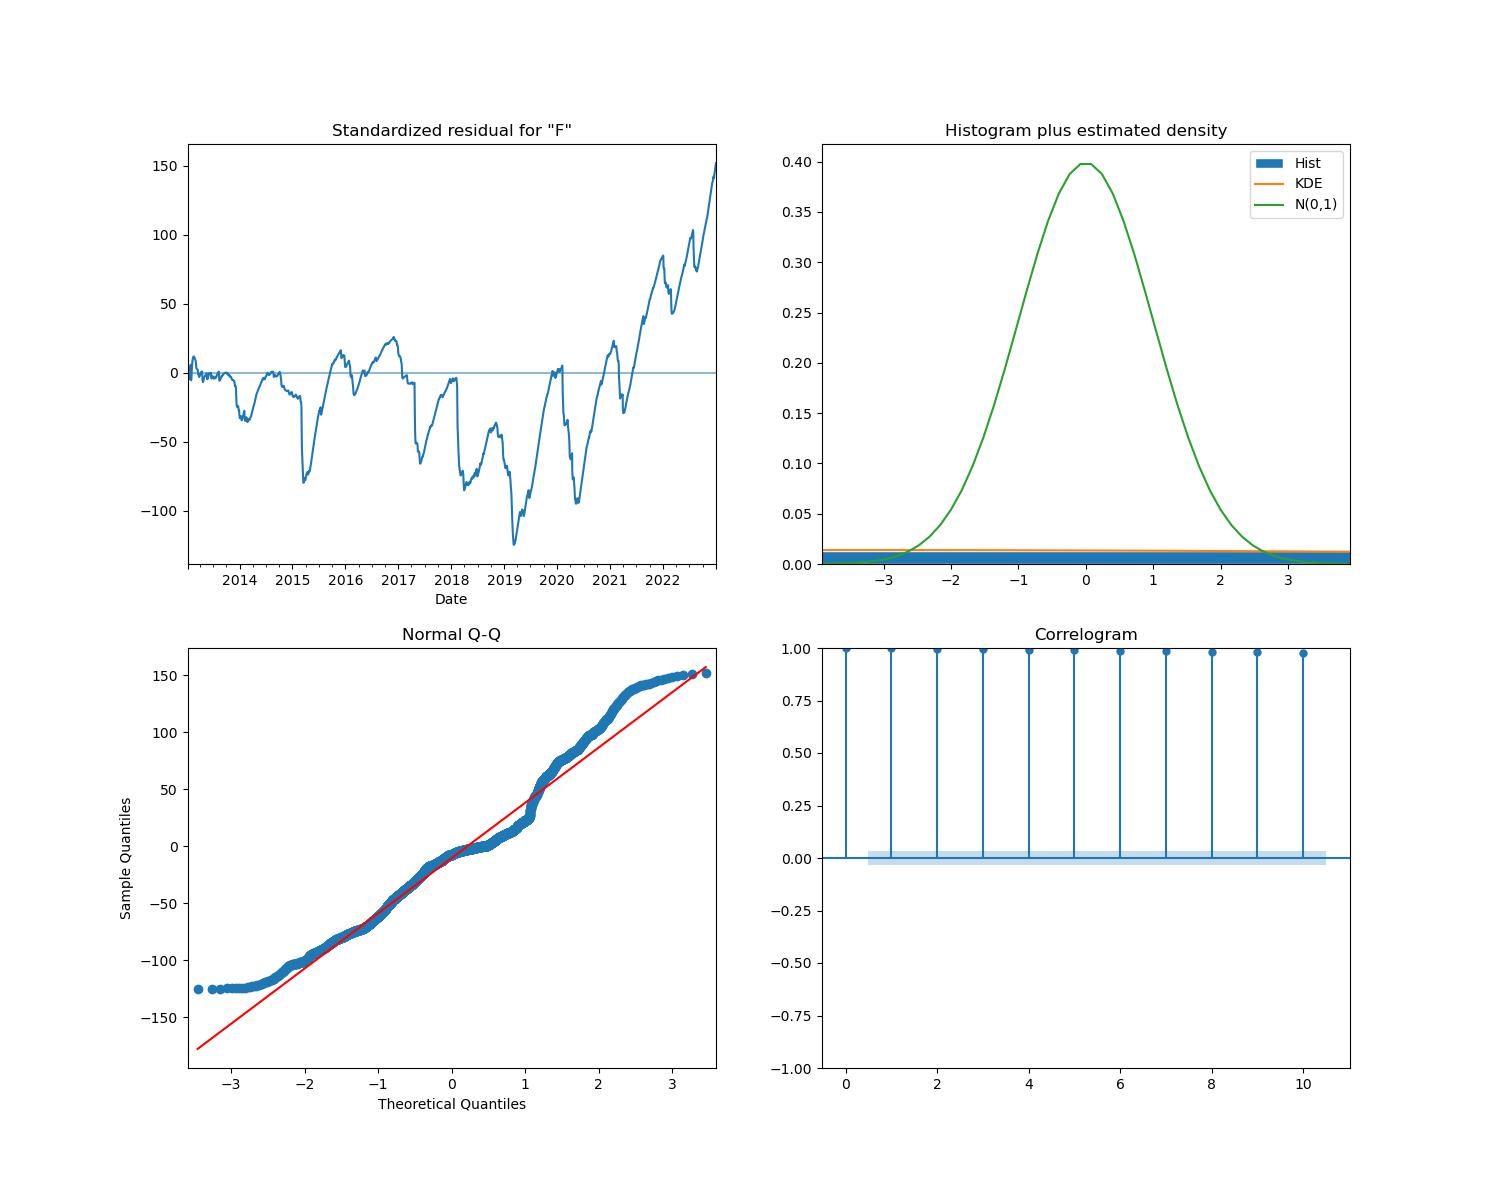 Standardized residual for "F"
150
100
50
0
−50
−100
2014 2015 2016 2017 2018 2019 2020 2021 2022
Date
Histogram plus estimated density
0.40
0.35
0.30
0.25
0.20
0.15
0.10
0.05
0.00
−3 −2 −1 0 1 2 3
Hist
KDE
N(0,1)
Normal Q-Q
Sample Quantiles
150
100
50
0
−50
−100
−150
−3 −2 −1 0 1 2 3
Theoretical Quantiles
Correlogram
1.00
0.75
0.50
0.25
0.00
−0.25
−0.50
−0.75
−1.00
0 2 4 6 8 10